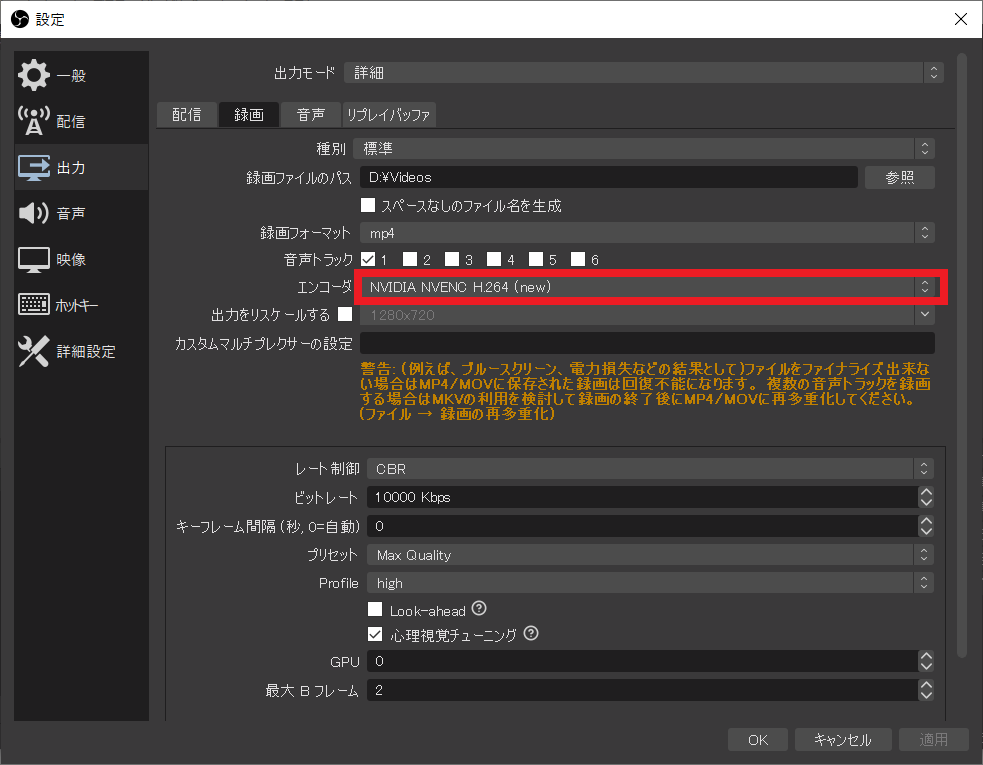 設定
一般
配信
出力
音声
映像
ホットキー
詳細設定
出力モード 詳細
配信 録画 音声 リプレイバッファ
種別 標準
録画ファイルのパス D:¥Videos 参照
スペースなしのファイル名を生成
録画フォーマット mp4
音声トラック 1 2 3 4 5 6
エンコーダ NVIDIA NVENC H.264 (new)
出力をリスケールする 1280x720
カスタムマルチプレクサーの設定
警告: (例えば、ブルースクリーン、電力損失などの結果として)ファイルをファイナライズ出来な
い場合はMP4/MOVに保存された録画は回復不能になります。 複数の音声トラックを録画
する場合はMKVの利用を検討して録画の終了後にMP4/MOVに再多重化してください。
(ファイル → 録画の再多重化)
レート制御 CBR
ビットレート 10000 Kbps
キーフレーム間隔 (秒, 0=自動) 0
プリセット Max Quality
Profile high
Look-ahead ?
心理視覚チューニング ?
GPU 0
最大 B フレーム 2
OK キャンセル 適用